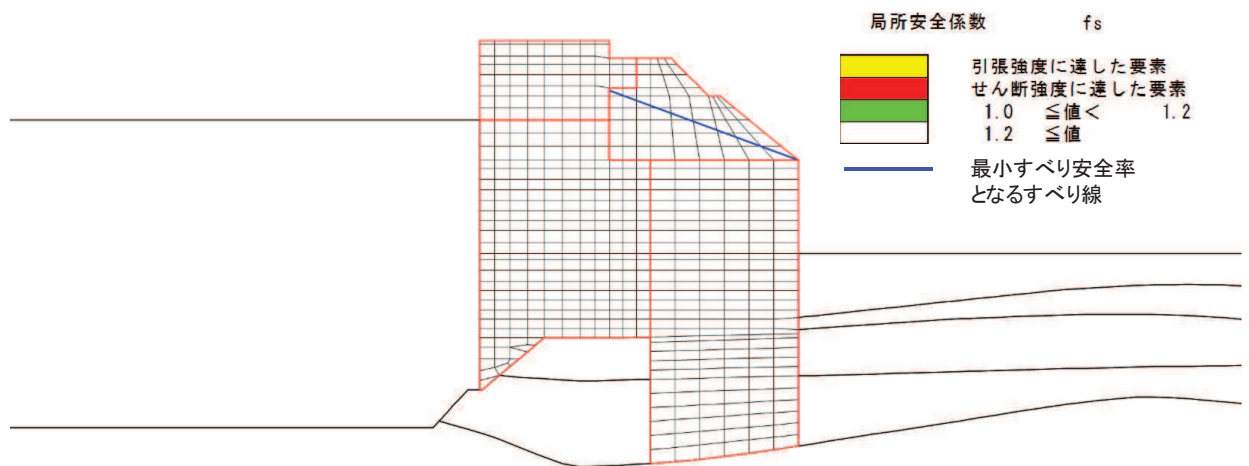 局所安全係数 fs
引張強度に達した要素
せん断強度に達した要素
1.0 ≦値< 1.2
1.2 ≦値
最小すべり安全率
となるすべり線